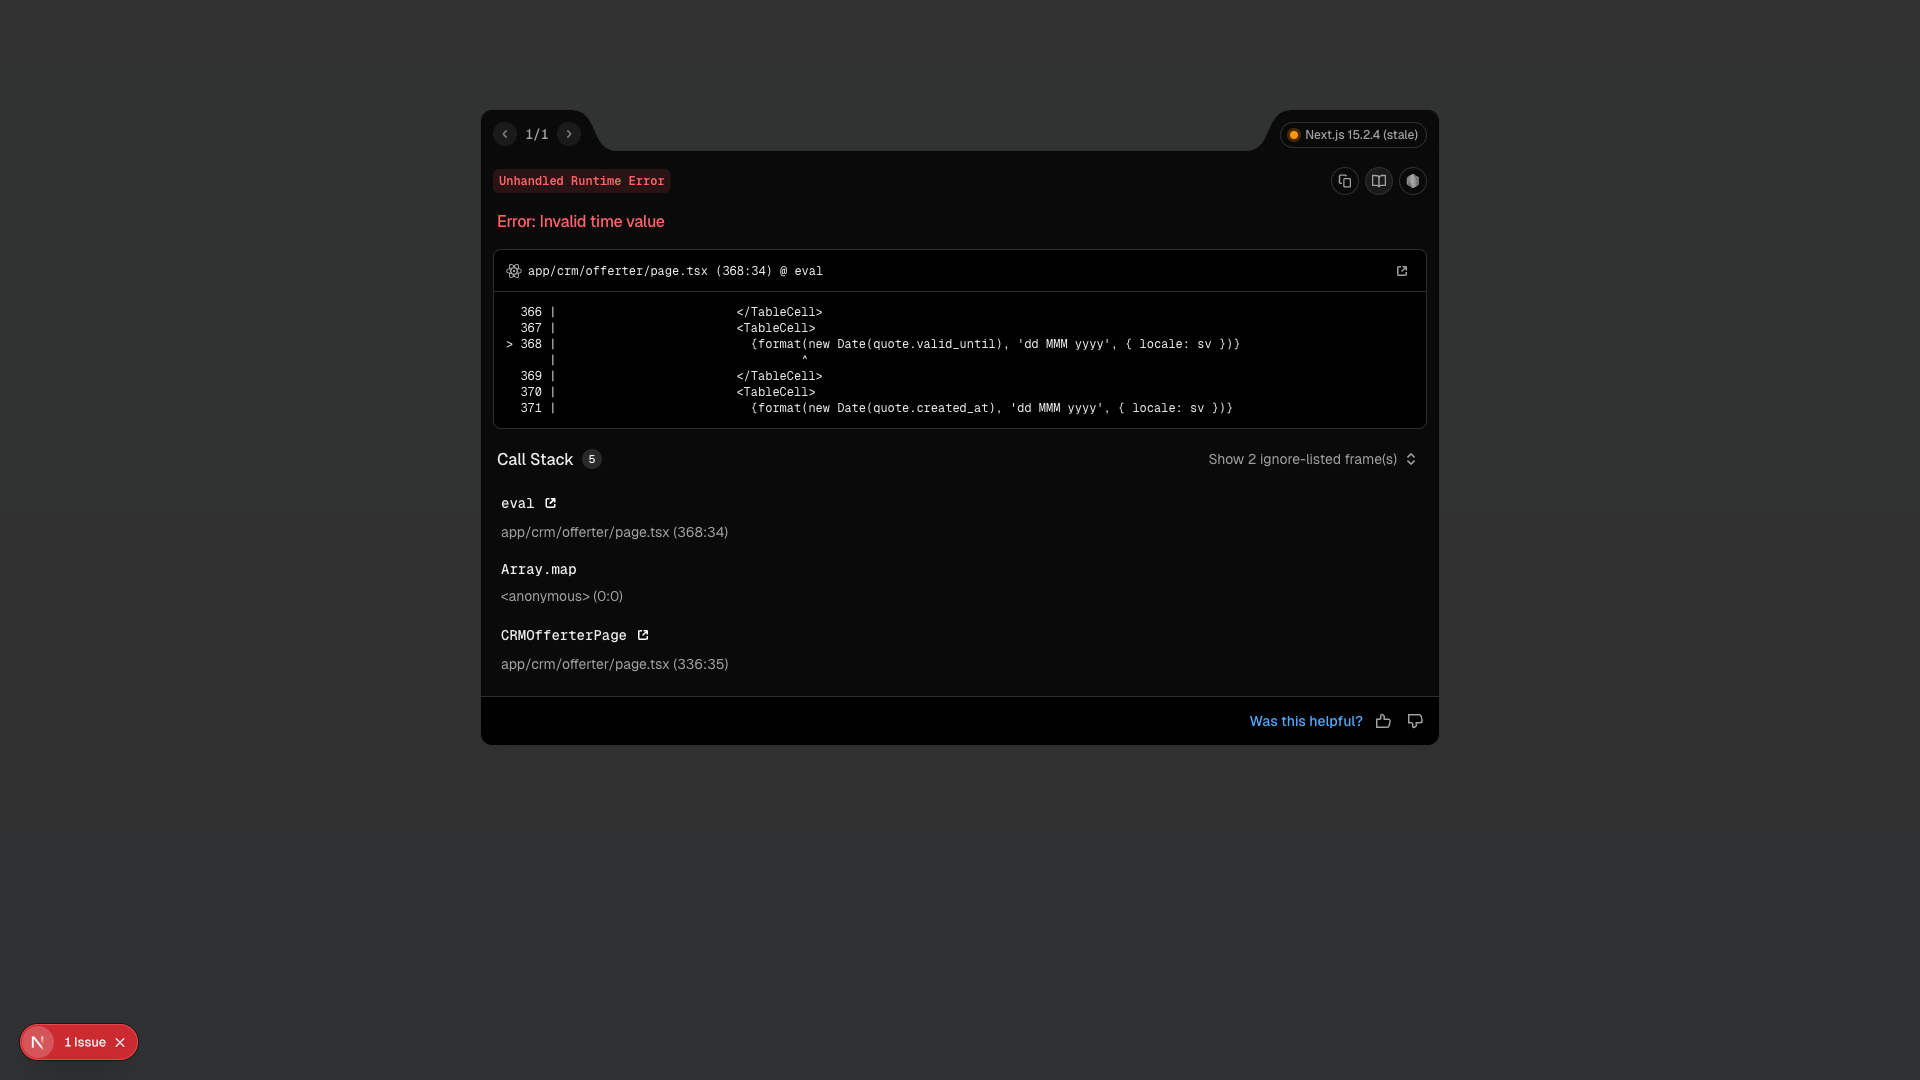 1/1
Next.js 15.2.4 (stale)
Unhandled Runtime Error
Error: Invalid time value
app/crm/offerter/page.tsx (368:34) @ eval
366 | </TableCell>
367 | <TableCell>
> 368 | {format(new Date(quote.valid_until), 'dd MMM yyyy', { locale: sv })}
| ^
369 | </TableCell>
370 | <TableCell>
371 | {format(new Date(quote.created_at), 'dd MMM yyyy', { locale: sv })}
Call Stack 5
Show 2 ignore-listed frame(s)
eval
app/crm/offerter/page.tsx (368:34)
Array.map
<anonymous> (0:0)
CRMOfferterPage
app/crm/offerter/page.tsx (336:35)
Was this helpful?
N 1 Issue